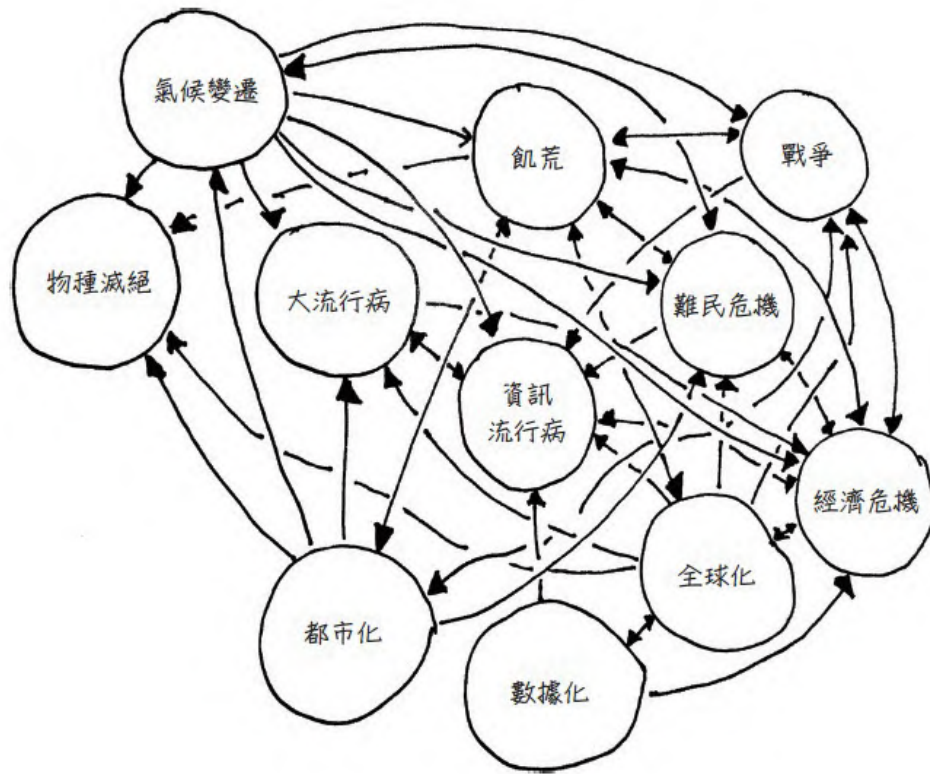 氣候變遷
飢荒
戰爭
物種滅絕
大流行病
難民危機
資訊
流行病
經濟危機
全球化
都市化
數據化